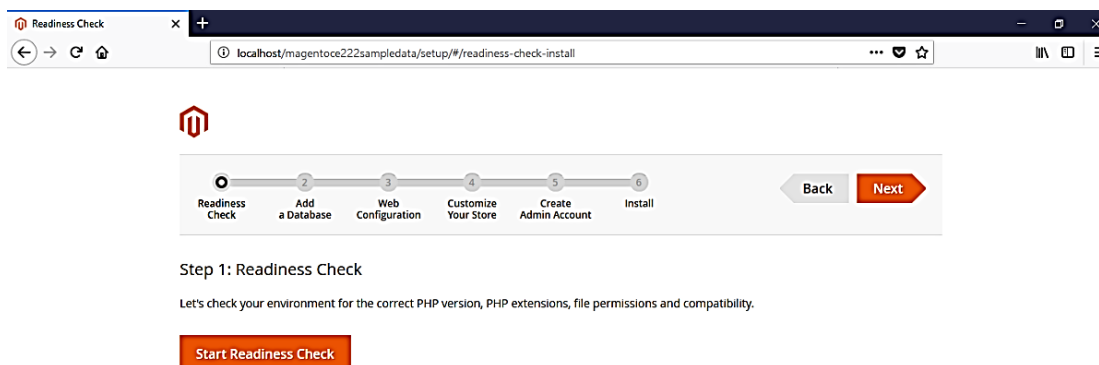 Readiness Check
localhost/magentoce222sampledata/setup/#/readiness-check-install
2 3 4 5 6
Readiness Check
Add a Database
Web Configuration
Customize Your Store
Create Admin Account
Install
Back
Next
Step 1: Readiness Check
Let's check your environment for the correct PHP version, PHP extensions, file permissions and compatibility.
Start Readiness Check